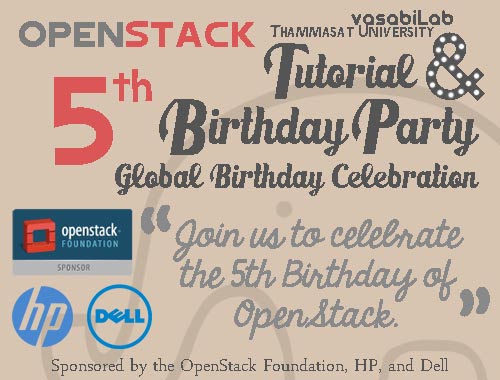 vasabiLab
OPENSTACK THAMMASAT UNIVERSITY
5th Tutorial &
Birthday Party
Global Birthday Celebration
openstack
FOUNDATION
SPONSOR
hp DELL
“Join us to celebrate
the 5th Birthday of
OpenStack.”
Sponsored by the OpenStack Foundation, HP, and Dell